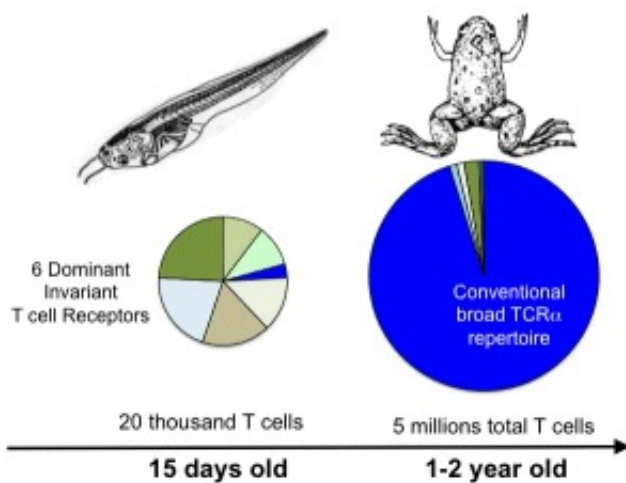 6 Dominant
Invariant
T cell Receptors
Conventional
broad TCRα
repertoire
20 thousand T cells
5 millions total T cells
15 days old
1-2 year old